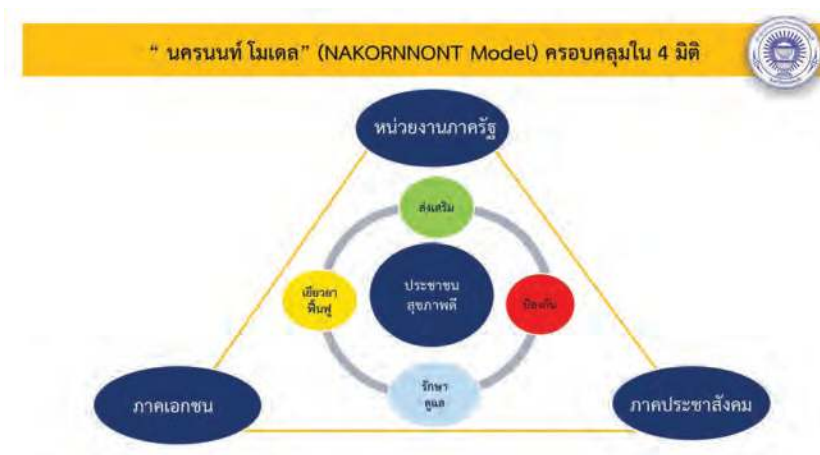 “ นครนนท์ โมเดล” (NAKORNNONT Model) ครอบคลุมใน 4 มิติ
หน่วยงานภาครัฐ
ส่งเสริม
ประชาชน
สุขภาพดี
เยียวยา
ฟื้นฟู
ป้องกัน
รักษา
ดูแล
ภาคเอกชน
ภาคประชาสังคม